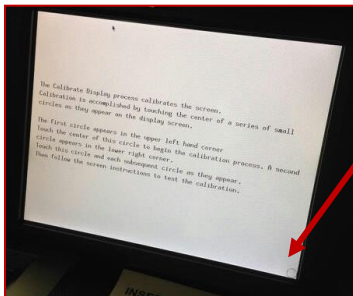 The Calibrate Display process calibrates the screen.
Calibration is accomplished by touching the center of a series of small
circles as they appear on the display screen.
The first circle appears in the upper left hand corner
Touch the center of this circle to begin the calibration process. A second
circle appears in the lower right corner.
Touch this circle and each subsequent circle as they appear.
Then follow the screen instructions to test the calibration.